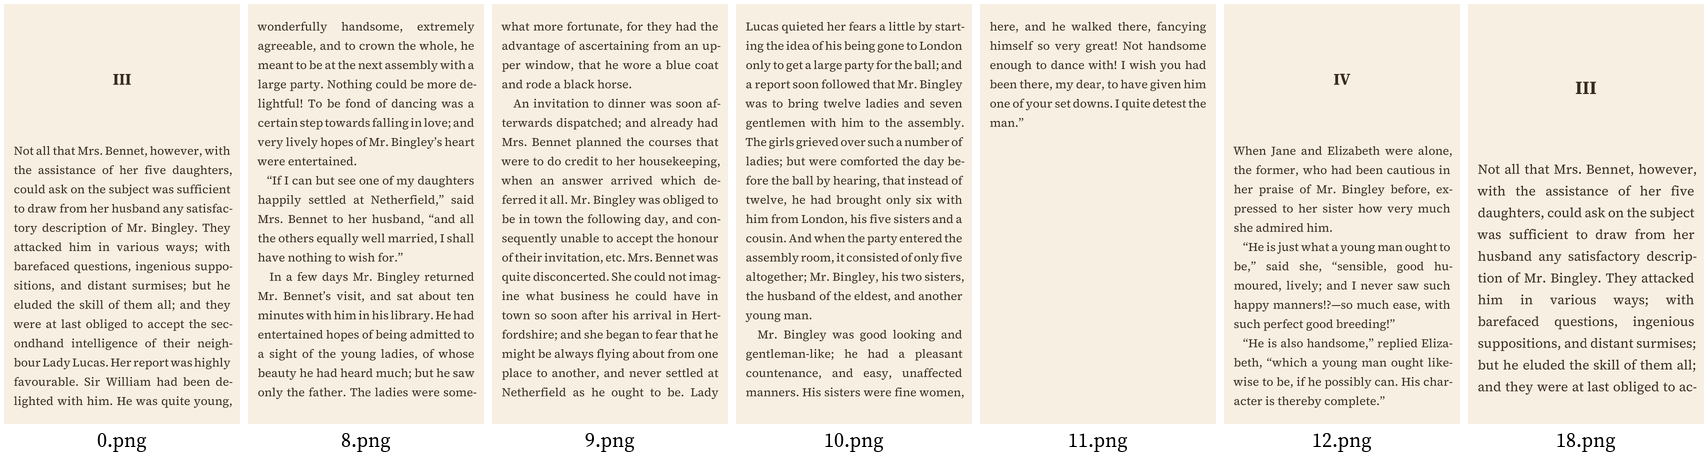 III
Not all that Mrs. Bennet, however, with
the assistance of her five daughters,
could ask on the subject was sufficient
to draw from her husband any satisfac-
tory description of Mr. Bingley. They
attacked him in various ways; with
barefaced questions, ingenious suppo-
sitions, and distant surmises; but he
eluded the skill of them all; and they
were at last obliged to accept the sec-
ondhand intelligence of their neigh-
bour Lady Lucas. Her report was highly
favourable. Sir William had been de-
lighted with him. He was quite young,
0.png
wonderfully handsome, extremely
agreeable, and to crown the whole, he
meant to be at the next assembly with a
large party. Nothing could be more de-
lightful! To be fond of dancing was a
certain step towards falling in love; and
very lively hopes of Mr. Bingley’s heart
were entertained.
“If I can but see one of my daughters
happily settled at Netherfield,” said
Mrs. Bennet to her husband, “and all
the others equally well married, I shall
have nothing to wish for.”
In a few days Mr. Bingley returned
Mr. Bennet’s visit, and sat about ten
minutes with him in his library. He had
entertained hopes of being admitted to
a sight of the young ladies, of whose
beauty he had heard much; but he saw
only the father. The ladies were some-
8.png
what more fortunate, for they had the
advantage of ascertaining from an up-
per window, that he wore a blue coat
and rode a black horse.
An invitation to dinner was soon af-
terwards dispatched; and already had
Mrs. Bennet planned the courses that
were to do credit to her housekeeping,
when an answer arrived which de-
ferred it all. Mr. Bingley was obliged to
be in town the following day, and con-
sequently unable to accept the honour
of their invitation, etc. Mrs. Bennet was
quite disconcerted. She could not imag-
ine what business he could have in
town so soon after his arrival in Hert-
fordshire; and she began to fear that he
might be always flying about from one
place to another, and never settled at
Netherfield as he ought to be. Lady
9.png
Lucas quieted her fears a little by start-
ing the idea of his being gone to London
only to get a large party for the ball; and
a report soon followed that Mr. Bingley
was to bring twelve ladies and seven
gentlemen with him to the assembly.
The girls grieved over such a number of
ladies; but were comforted the day be-
fore the ball by hearing, that instead of
twelve, he had brought only six with
him from London, his five sisters and a
cousin. And when the party entered the
assembly room, it consisted of only five
altogether; Mr. Bingley, his two sisters,
the husband of the eldest, and another
young man.
Mr. Bingley was good looking and
gentleman-like; he had a pleasant
countenance, and easy, unaffected
manners. His sisters were fine women,
10.png
here, and he walked there, fancying
himself so very great! Not handsome
enough to dance with! I wish you had
been there, my dear, to have given him
one of your set downs. I quite detest the
man.”
11.png
IV
When Jane and Elizabeth were alone,
the former, who had been cautious in
her praise of Mr. Bingley before, ex-
pressed to her sister how very much
she admired him.
“He is just what a young man ought to
be,” said she, “sensible, good hu-
moured, lively; and I never saw such
happy manners!?—so much ease, with
such perfect good breeding!”
“He is also handsome,” replied Eliza-
beth, “which a young man ought like-
wise to be, if he possibly can. His char-
acter is thereby complete.”
12.png
III
Not all that Mrs. Bennet, however,
with the assistance of her five
daughters, could ask on the subject
was sufficient to draw from her
husband any satisfactory descrip-
tion of Mr. Bingley. They attacked
him in various ways; with
barefaced questions, ingenious
suppositions, and distant surmises;
but he eluded the skill of them all;
and they were at last obliged to ac-
18.png